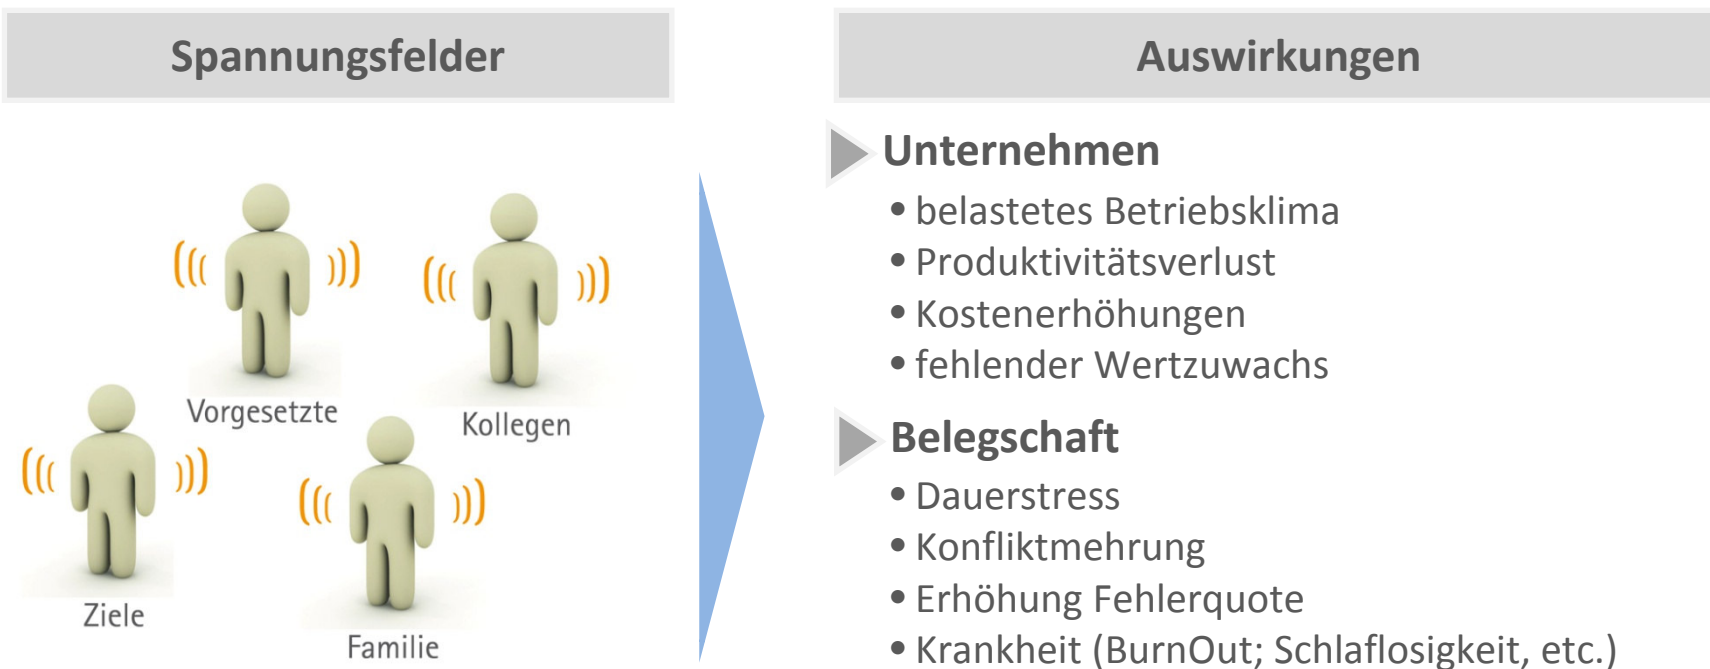 Spannungsfelder
Vorgesetzte
Kollegen
Ziele
Familie
Auswirkungen
Unternehmen
• belastetes Betriebsklima
• Produktivitätsverlust
• Kostenerhöhungen
• fehlender Wertzuwachs
Belegschaft
• Dauerstress
• Konfliktmehrung
• Erhöhung Fehlerquote
• Krankheit (BurnOut; Schlaflosigkeit, etc.)